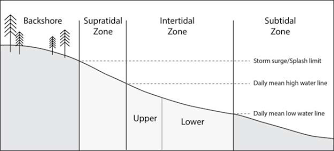 Backshore
Supratidal
Zone
Intertidal
Zone
Subtidal
Zone
Storm surge/Splash limit
Daily mean high water line
Daily mean low water line
Upper
Lower